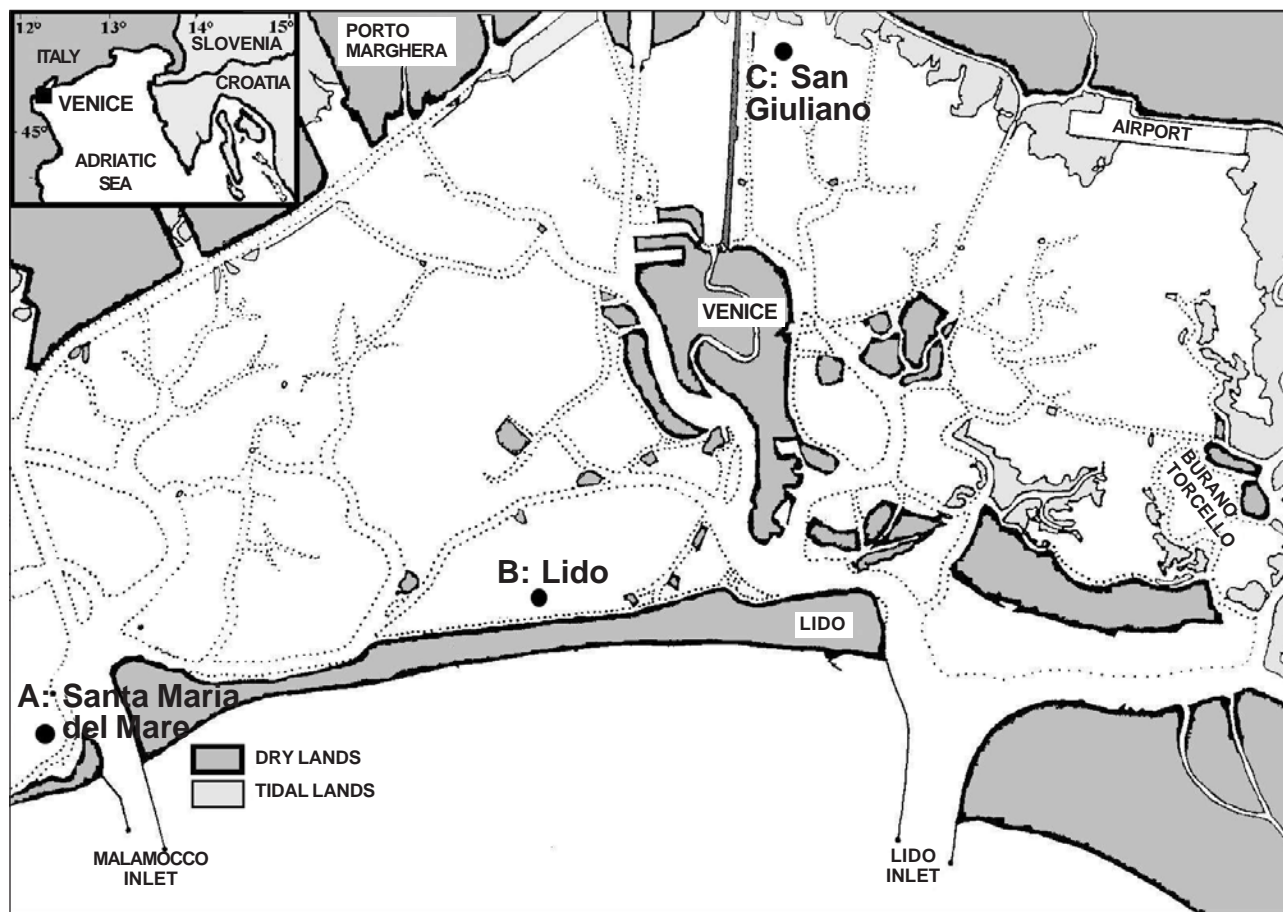 12° 13° 14° 15°
ITALY
SLOVENIA
CROATIA
VENICE
45°
ADRIATIC
SEA
PORTO
MARGHERA
C: San
Giuliano
AIRPORT
VENICE
BURANO
TORCELLO
B: Lido
LIDO
A: Santa Maria
del Mare
DRY LANDS
TIDAL LANDS
MALAMOCCO
INLET
LIDO
INLET